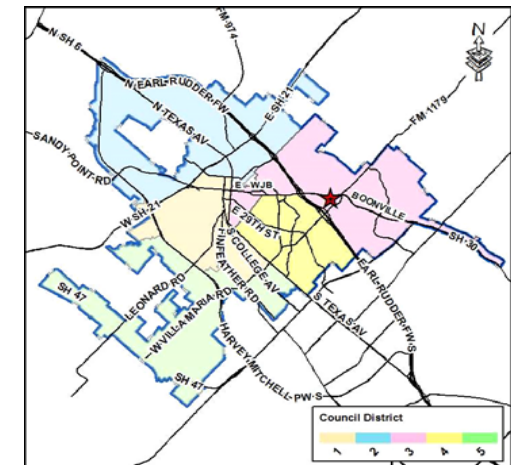 N
N SH 6
FM-974
N EARL-RUDDER-FW
E SH-21
FM-1179
N-TEXAS-AV
SANDY POINT-RD
E -WJB
BOONVILLE
W-SH-21
E 29TH ST
SH-30
S COLLEGE-AV
FINFEATHER-RD
EARL-RUDDER-FW-S
LEONARD RD
SH 47
W-VILLA MARIA-RD
S TEXAS AV
HARVEY-MITCHELL-PW-S
SH 47
Council District
1 2 3 4 5